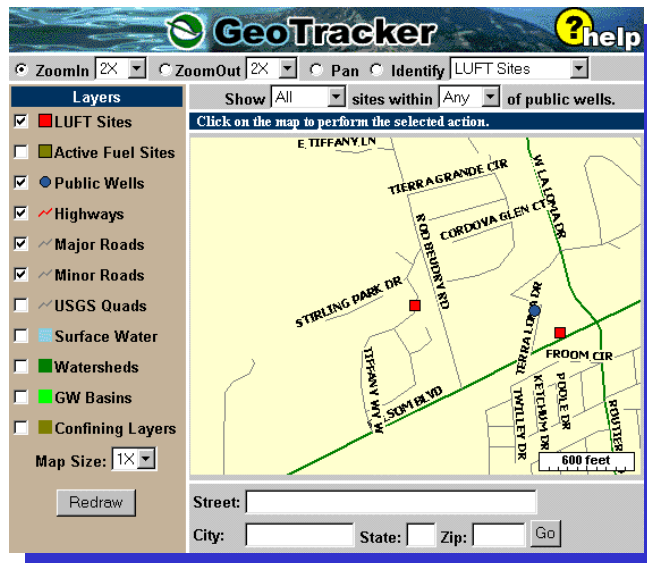 GeoTracker
?help
ZoomIn 2X ZoomOut 2X Pan Identify LUFT Sites
Layers
Show All sites within Any of public wells.
LUFT Sites
Click on the map to perform the selected action.
Active Fuel Sites
Public Wells
Highways
Major Roads
Minor Roads
USGS Quads
Surface Water
Watersheds
GW Basins
Confining Layers
Map Size: 1X
Redraw
E TIFFANY LN
TIERRA GRANDE CIR
W LA LOMA DR
CORDOVA GLEN CT
ROD BEUDRY RD
STIRLING PARK DR
TERRA LOMA DR
FROOM CIR
TIFFANY WY W
SOM BLVD
TWILLEY DR
KETCHUM DR
POOLE DR
ROUTIER
600 feet
Street:
City: State: Zip: Go